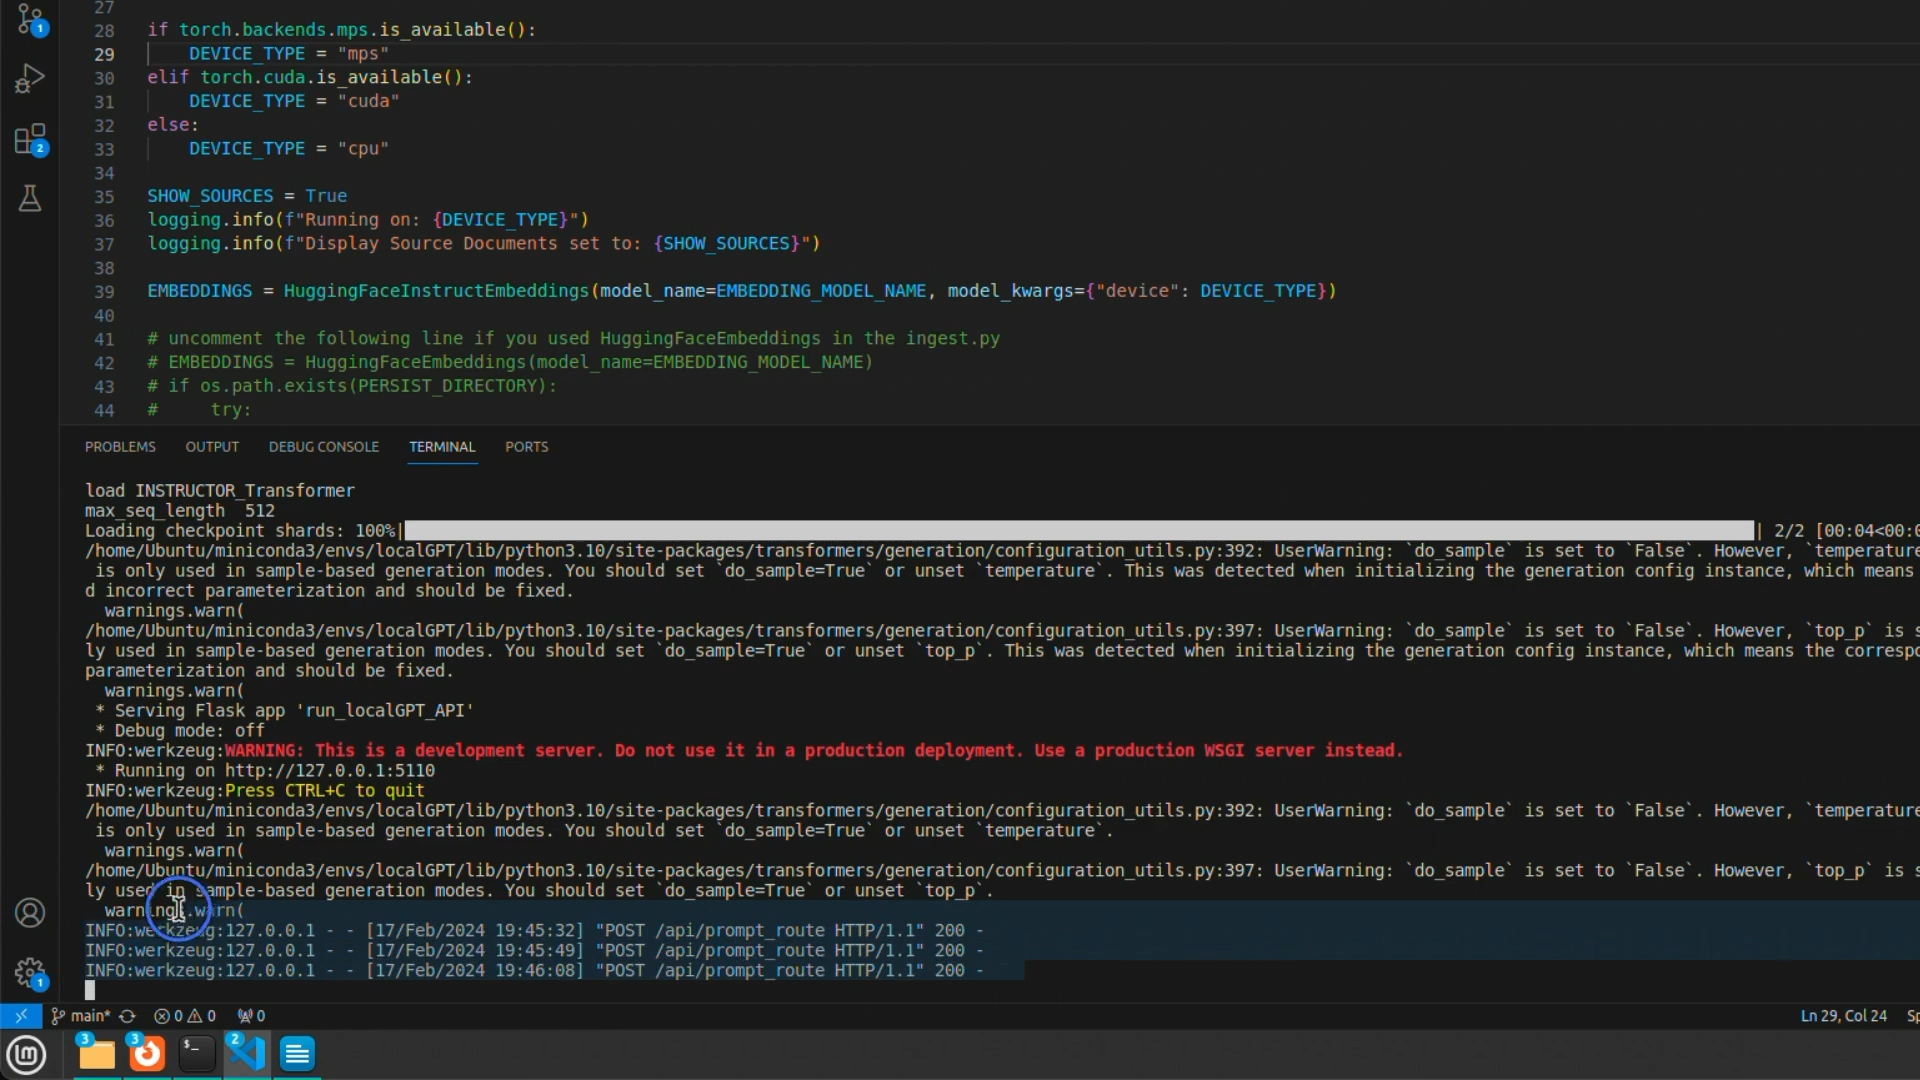 27
28 if torch.backends.mps.is_available():
29 DEVICE_TYPE = "mps"
30 elif torch.cuda.is_available():
31 DEVICE_TYPE = "cuda"
32 else:
33 DEVICE_TYPE = "cpu"
34
35 SHOW_SOURCES = True
36 logging.info(f"Running on: {DEVICE_TYPE}")
37 logging.info(f"Display Source Documents set to: {SHOW_SOURCES}")
38
39 EMBEDDINGS = HuggingFaceInstructEmbeddings(model_name=EMBEDDING_MODEL_NAME, model_kwargs={"device": DEVICE_TYPE})
40
41 # uncomment the following line if you used HuggingFaceEmbeddings in the ingest.py
42 # EMBEDDINGS = HuggingFaceEmbeddings(model_name=EMBEDDING_MODEL_NAME)
43 # if os.path.exists(PERSIST_DIRECTORY):
44 # try:
PROBLEMS OUTPUT DEBUG CONSOLE TERMINAL PORTS
load INSTRUCTOR_Transformer
max_seq_length 512
Loading checkpoint shards: 100%| | 2/2 [00:04<00:0
/home/Ubuntu/miniconda3/envs/localGPT/lib/python3.10/site-packages/transformers/generation/configuration_utils.py:392: UserWarning: `do_sample` is set to `False`. However, `temperature
is only used in sample-based generation modes. You should set `do_sample=True` or unset `temperature`. This was detected when initializing the generation config instance, which means
d incorrect parameterization and should be fixed.
warnings.warn(
/home/Ubuntu/miniconda3/envs/localGPT/lib/python3.10/site-packages/transformers/generation/configuration_utils.py:397: UserWarning: `do_sample` is set to `False`. However, `top_p` is s
ly used in sample-based generation modes. You should set `do_sample=True` or unset `top_p`. This was detected when initializing the generation config instance, which means the correspo
parameterization and should be fixed.
warnings.warn(
* Serving Flask app 'run_localGPT_API'
* Debug mode: off
INFO:werkzeug:WARNING: This is a development server. Do not use it in a production deployment. Use a production WSGI server instead.
* Running on http://127.0.0.1:5110
INFO:werkzeug:Press CTRL+C to quit
/home/Ubuntu/miniconda3/envs/localGPT/lib/python3.10/site-packages/transformers/generation/configuration_utils.py:392: UserWarning: `do_sample` is set to `False`. However, `temperature
is only used in sample-based generation modes. You should set `do_sample=True` or unset `temperature`.
warnings.warn(
/home/Ubuntu/miniconda3/envs/localGPT/lib/python3.10/site-packages/transformers/generation/configuration_utils.py:397: UserWarning: `do_sample` is set to `False`. However, `top_p` is s
ly used in sample-based generation modes. You should set `do_sample=True` or unset `top_p`.
warnings.warn(
INFO:werkzeug:127.0.0.1 - - [17/Feb/2024 19:45:32] "POST /api/prompt_route HTTP/1.1" 200 -
INFO:werkzeug:127.0.0.1 - - [17/Feb/2024 19:45:49] "POST /api/prompt_route HTTP/1.1" 200 -
INFO:werkzeug:127.0.0.1 - - [17/Feb/2024 19:46:08] "POST /api/prompt_route HTTP/1.1" 200 -
main* 0 0 0 Ln 29, Col 24 Sp
1
2
1
3 3 2